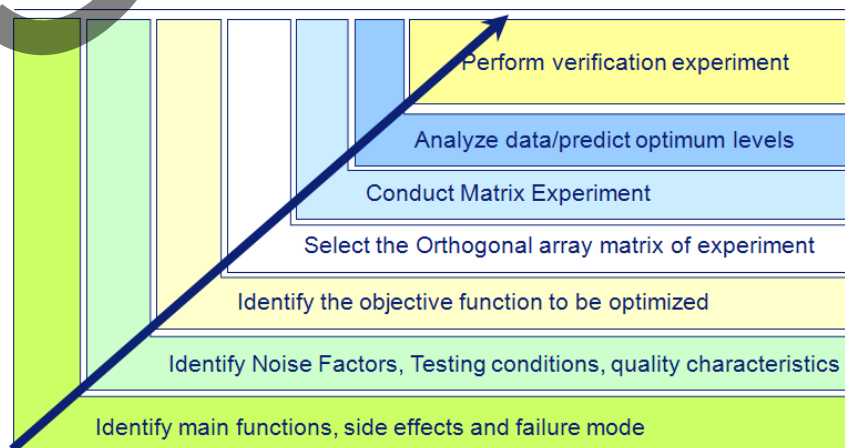 Perform verification experiment
Analyze data/predict optimum levels
Conduct Matrix Experiment
Select the Orthogonal array matrix of experiment
Identify the objective function to be optimized
Identify Noise Factors, Testing conditions, quality characteristics
Identify main functions, side effects and failure mode